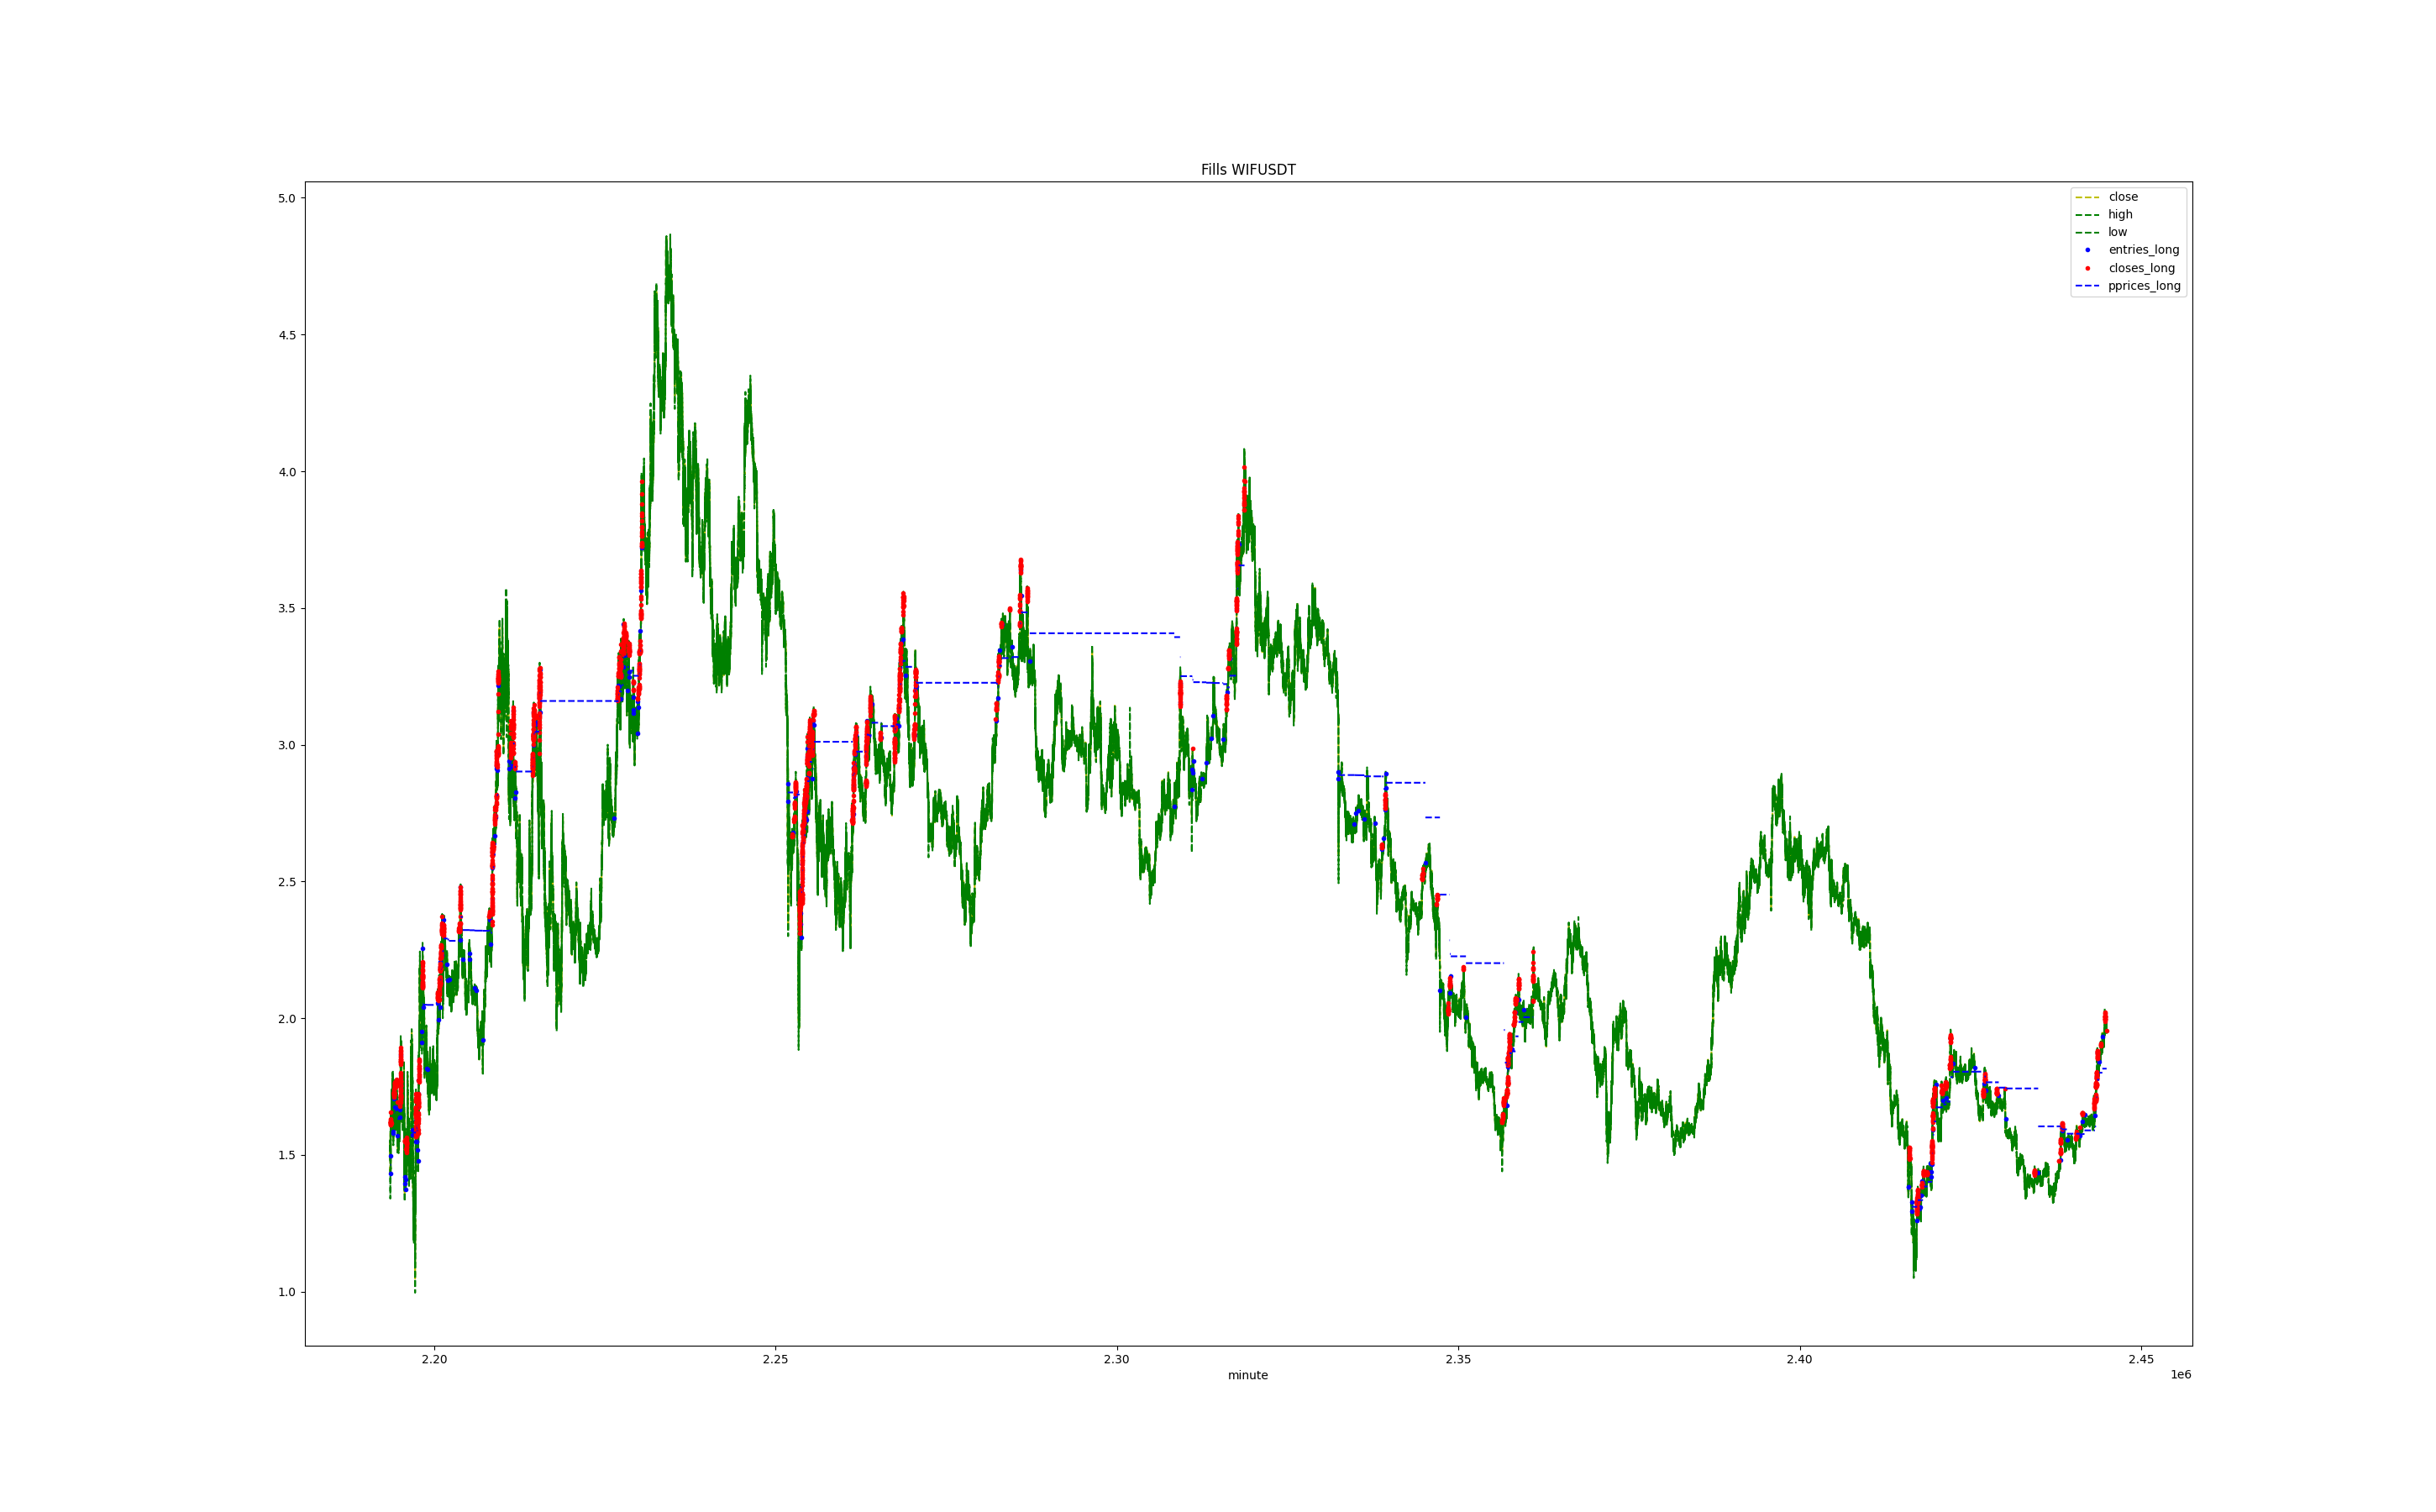 Fills WIFUSDT
5.0
4.5
4.0
3.5
3.0
2.5
2.0
1.5
1.0
close
high
low
entries_long
closes_long
pprices_long
2.20 2.25 2.30 2.35 2.40 2.45
minute 1e6